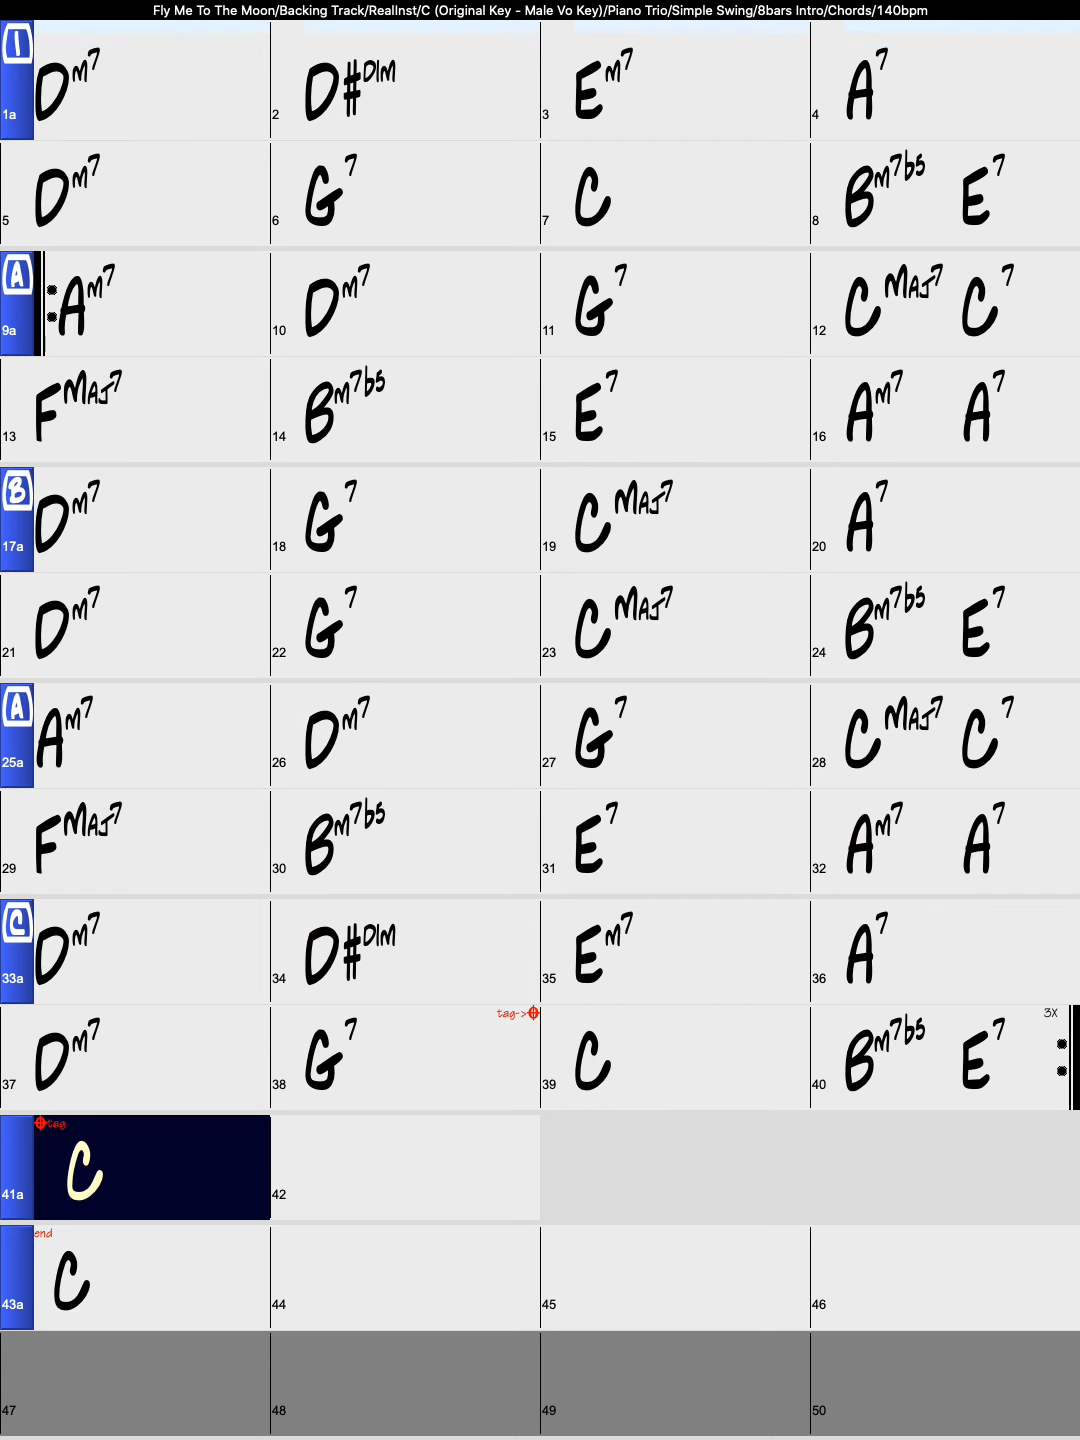 Fly Me To The Moon/Backing Track/RealInst/C (Original Key - Male Vo Key)/Piano Trio/Simple Swing/8bars Intro/Chords/140bpm
I
1a Dm7 2 D#DIM 3 Em7 4 A7
5 Dm7 6 G7 7 C 8 Bm7b5 E7
A
9a Am7 10 Dm7 11 G7 12 CMAJ7 C7
13 FMAJ7 14 Bm7b5 15 E7 16 Am7 A7
B
17a Dm7 18 G7 19 CMAJ7 20 A7
21 Dm7 22 G7 23 CMAJ7 24 Bm7b5 E7
A
25a Am7 26 Dm7 27 G7 28 CMAJ7 C7
29 FMAJ7 30 Bm7b5 31 E7 32 Am7 A7
C
33a Dm7 34 D#DIM 35 Em7 36 A7
tag-> 3X
37 Dm7 38 G7 39 C 40 Bm7b5 E7
tag
41a C 42
end
43a C 44 45 46
47 48 49 50